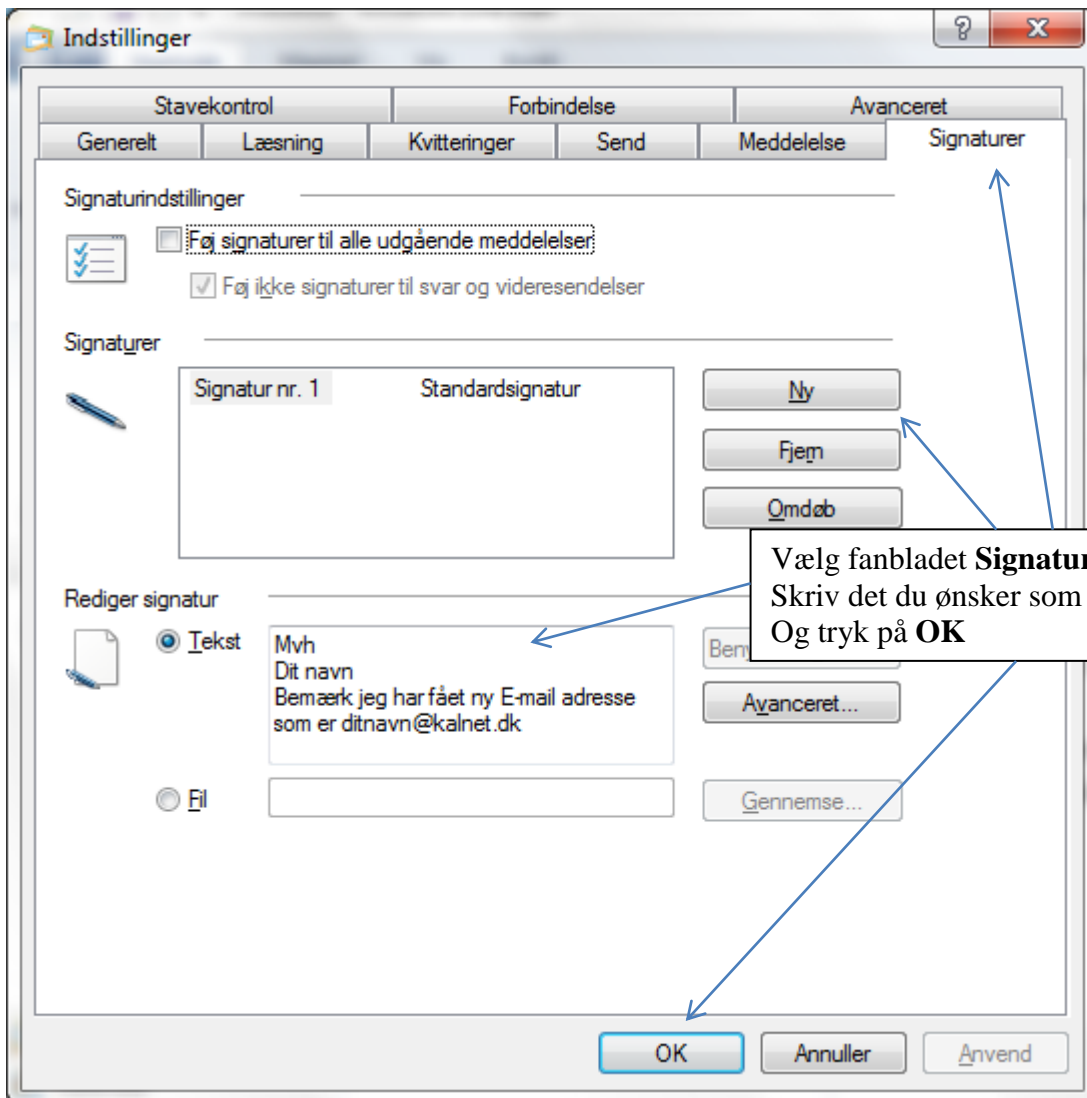 Indstillinger
Stavekontrol Forbindelse Avanceret
Generelt Læsning Kvitteringer Send Meddelelse Signaturer
Signaturindstillinger
Føj signaturer til alle udgående meddelelser
Føj ikke signaturer til svar og videresendelser
Signaturer
Signatur nr. 1 Standardsignatur
Ny
Fjern
Omdøb
Vælg fanbladet Signatur
Skriv det du ønsker som
Og tryk på OK
Rediger signatur
Tekst
Mvh
Dit navn
Bemærk jeg har fået ny E-mail adresse
som er ditnavn@kalnet.dk
Avanceret...
Fil
Gennemse...
OK Annuller Anvend